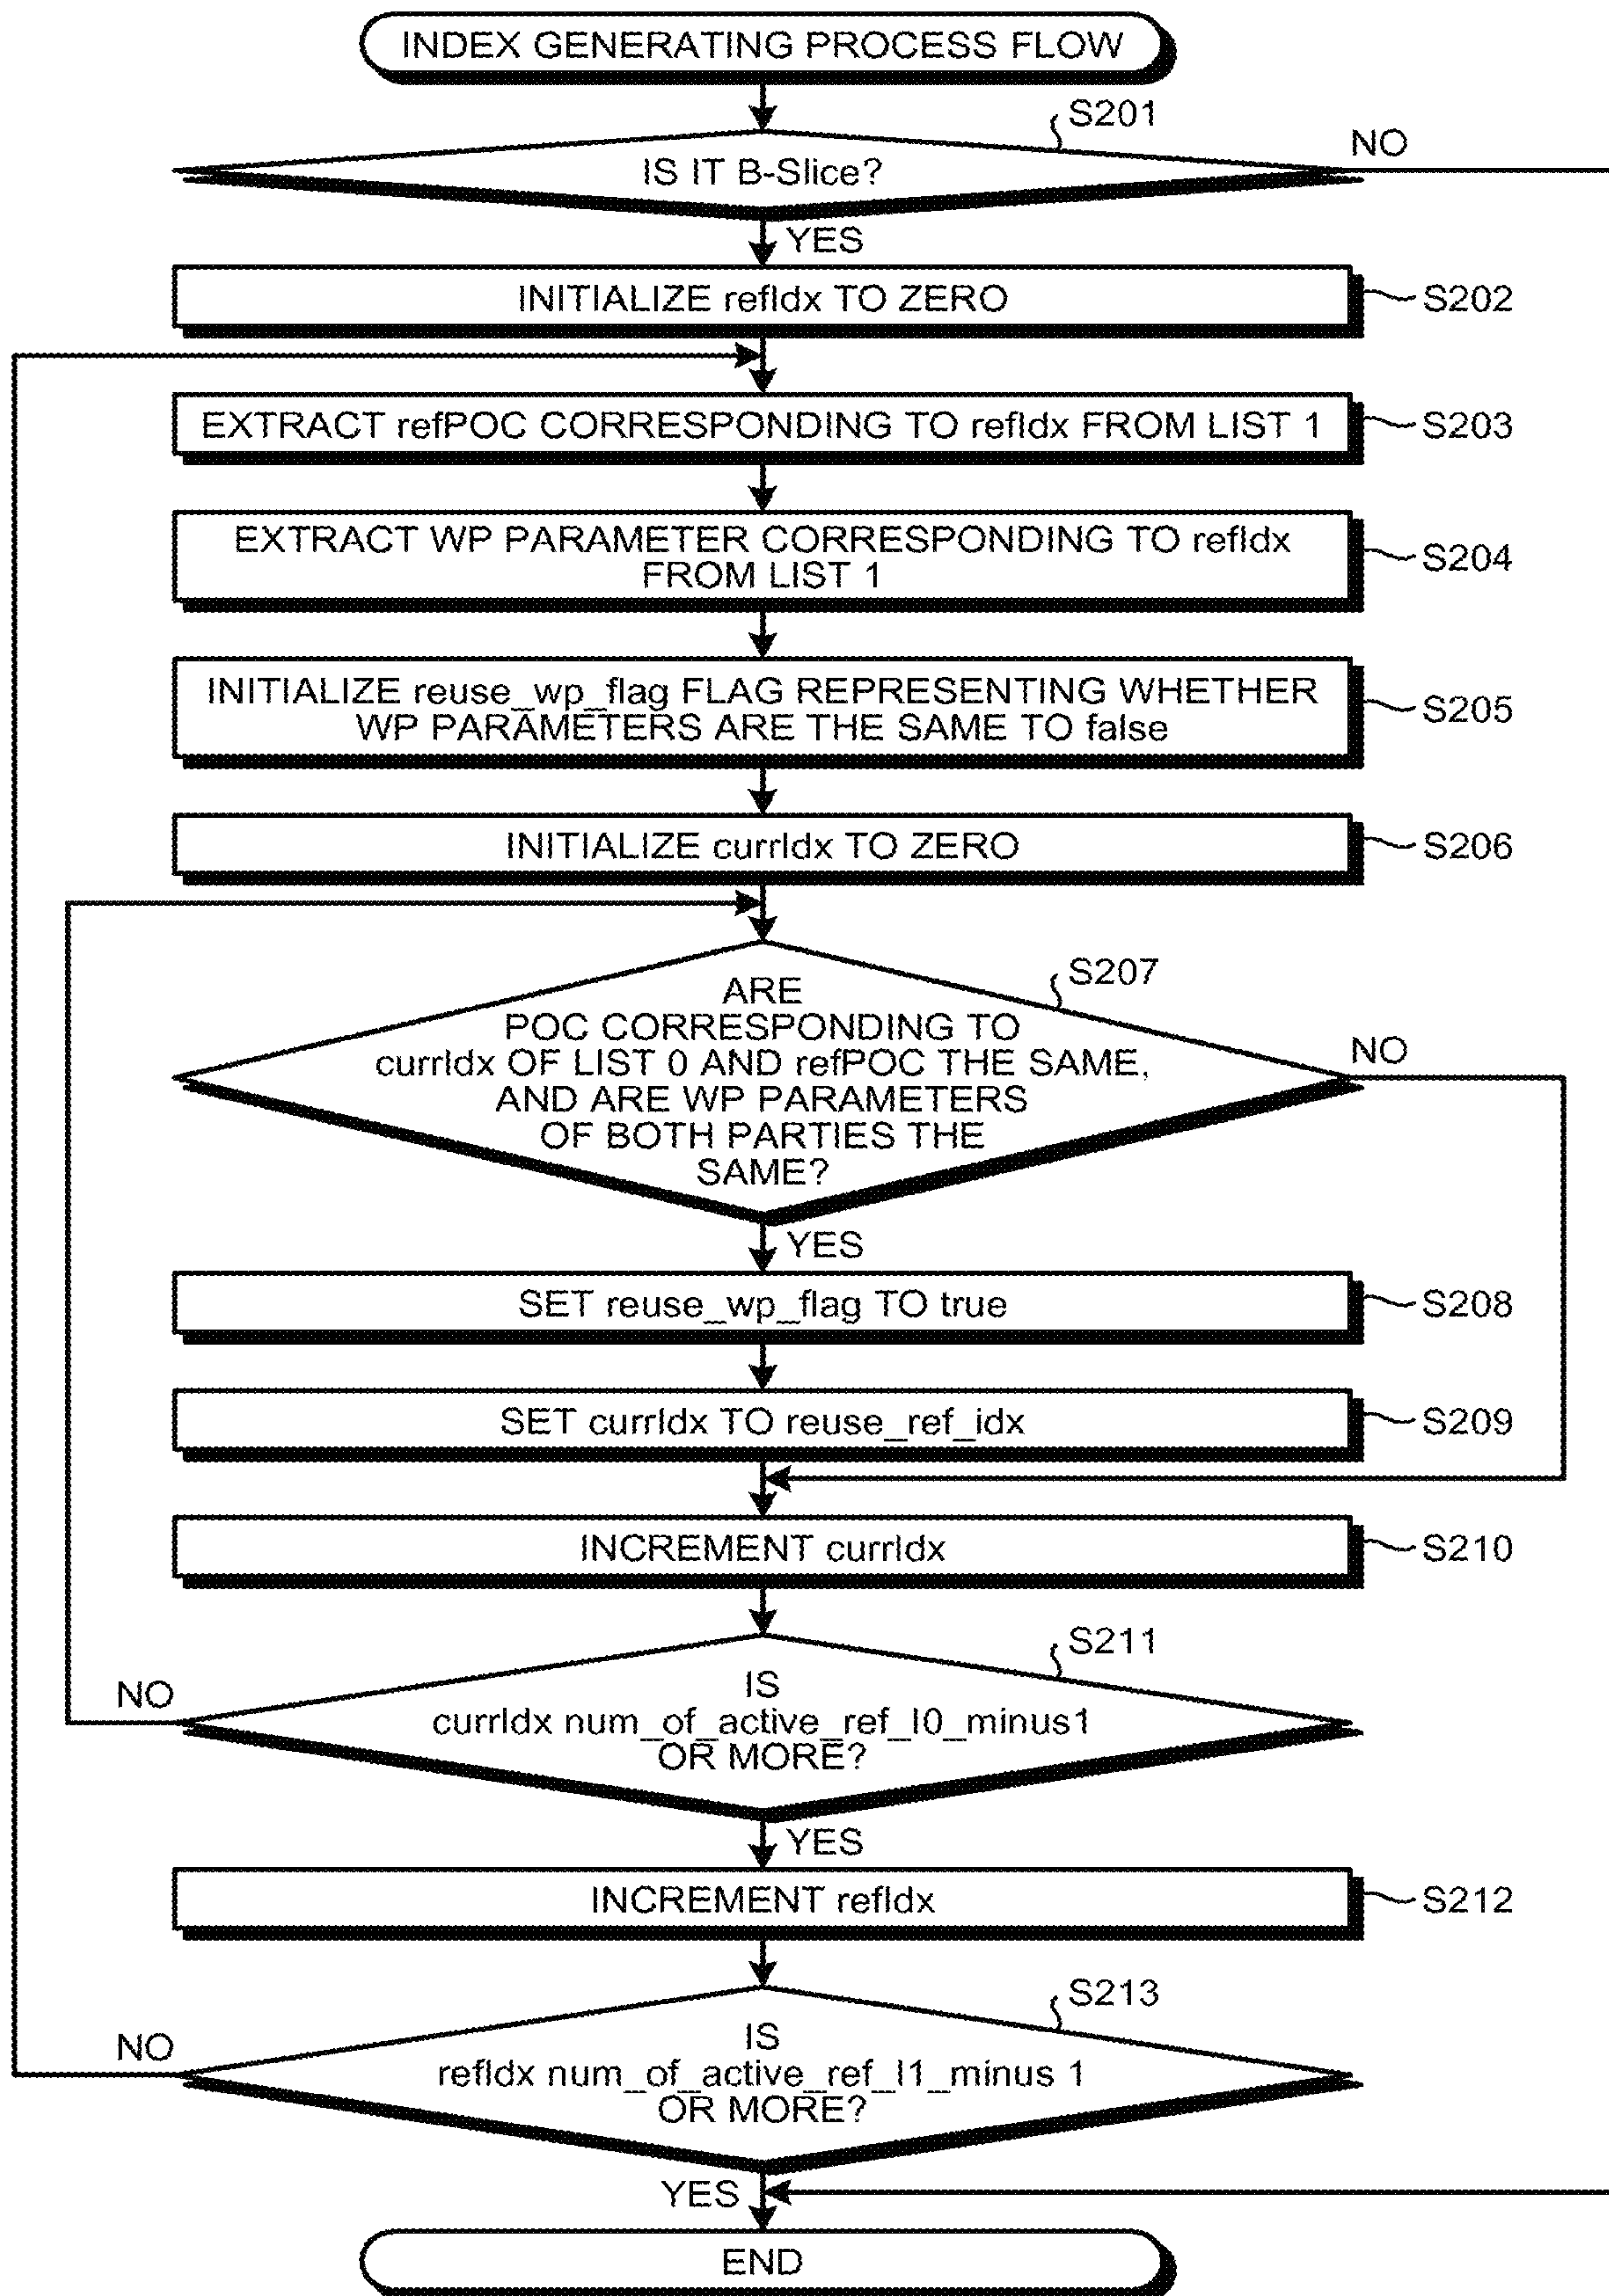 INDEX GENERATING PROCESS FLOW
S201
NO
IS IT B-Slice?
YES
INITIALIZE refIdx TO ZERO
S202
EXTRACT refPOC CORRESPONDING TO refIdx FROM LIST 1
S203
EXTRACT WP PARAMETER CORRESPONDING TO refIdx
FROM LIST 1
S204
INITIALIZE reuse_wp_flag FLAG REPRESENTING WHETHER
WP PARAMETERS ARE THE SAME TO false
S205
INITIALIZE currIdx TO ZERO
S206
S207
ARE
POC CORRESPONDING TO
currIdx OF LIST 0 AND refPOC THE SAME,
AND ARE WP PARAMETERS
OF BOTH PARTIES THE
SAME?
NO
YES
SET reuse_wp_flag TO true
S208
SET currIdx TO reuse_ref_idx
S209
INCREMENT currIdx
S210
S211
NO
IS
currIdx num_of_active_ref_l0_minus1
OR MORE?
YES
INCREMENT refIdx
S212
S213
NO
IS
refIdx num_of_active_ref_l1_minus 1
OR MORE?
YES
END